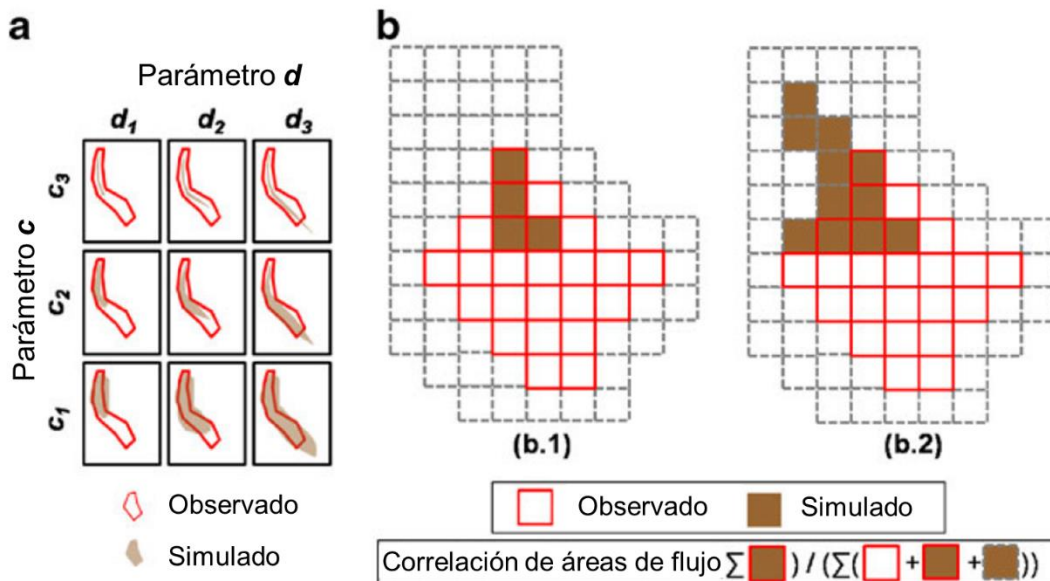 a
Parámetro d
d1 d2 d3
Parámetro c
c3
c2
c1
Observado
Simulado
b
(b.1) (b.2)
Observado Simulado
Correlación de áreas de flujo ∑ ) / (∑( + + ))